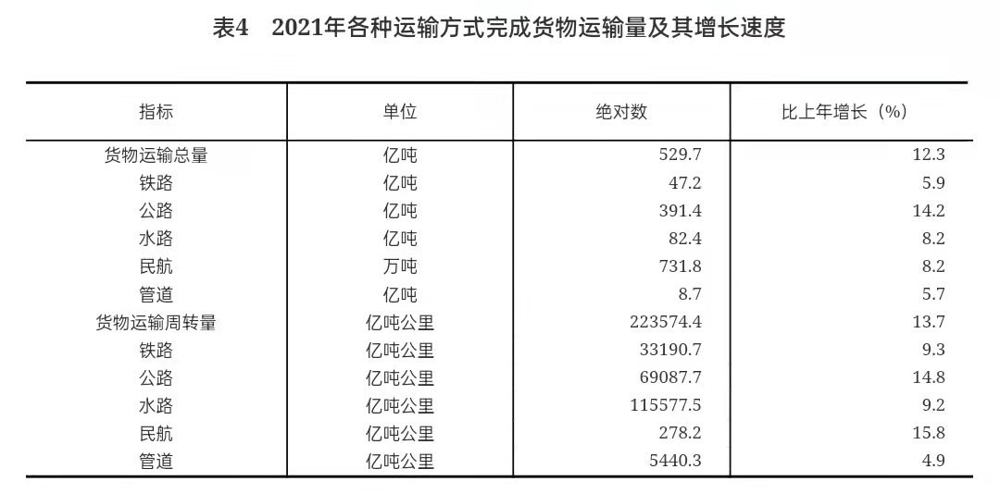 表4 2021年各种运输方式完成货物运输量及其增长速度
指标 单位 绝对数 比上年增长（%）
货物运输总量 亿吨 529.7 12.3
铁路 亿吨 47.2 5.9
公路 亿吨 391.4 14.2
水路 亿吨 82.4 8.2
民航 万吨 731.8 8.2
管道 亿吨 8.7 5.7
货物运输周转量 亿吨公里 223574.4 13.7
铁路 亿吨公里 33190.7 9.3
公路 亿吨公里 69087.7 14.8
水路 亿吨公里 115577.5 9.2
民航 亿吨公里 278.2 15.8
管道 亿吨公里 5440.3 4.9